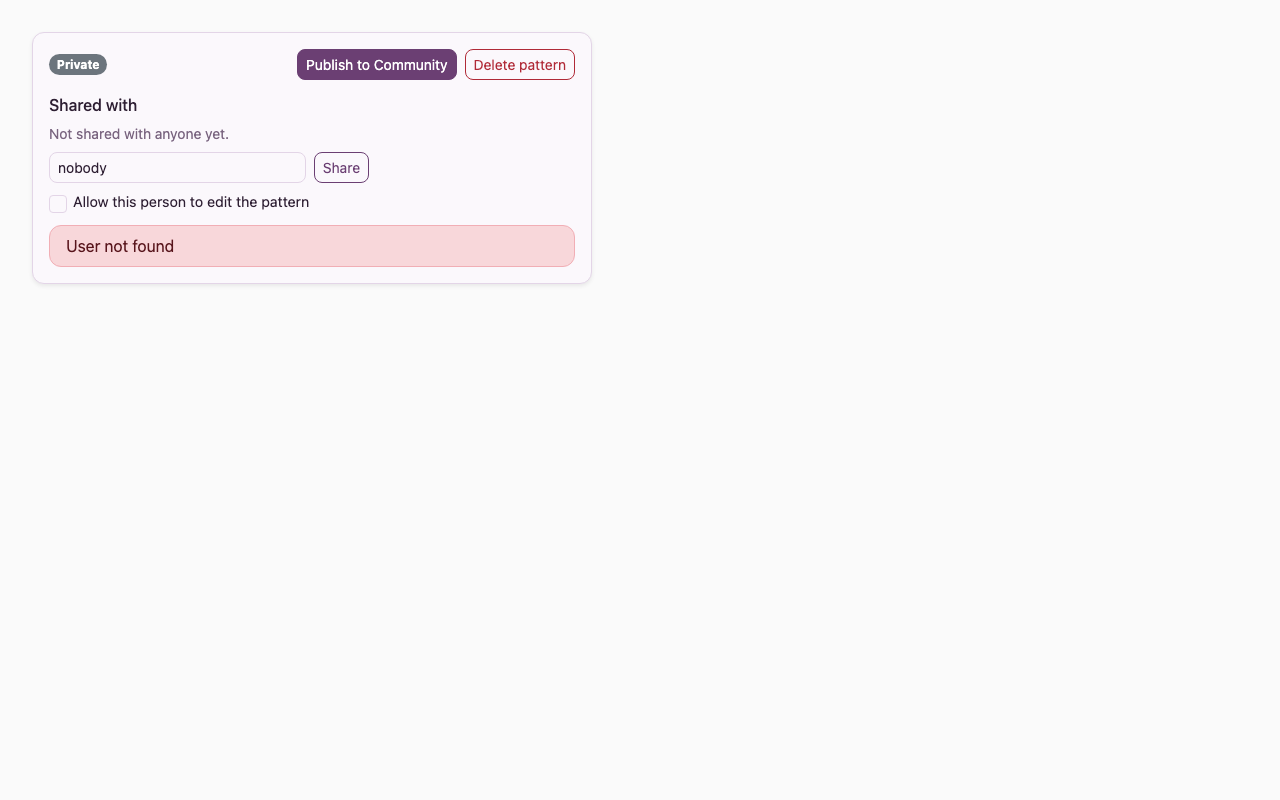 Private
Publish to Community
Delete pattern
Shared with
Not shared with anyone yet.
nobody
Share
Allow this person to edit the pattern
User not found